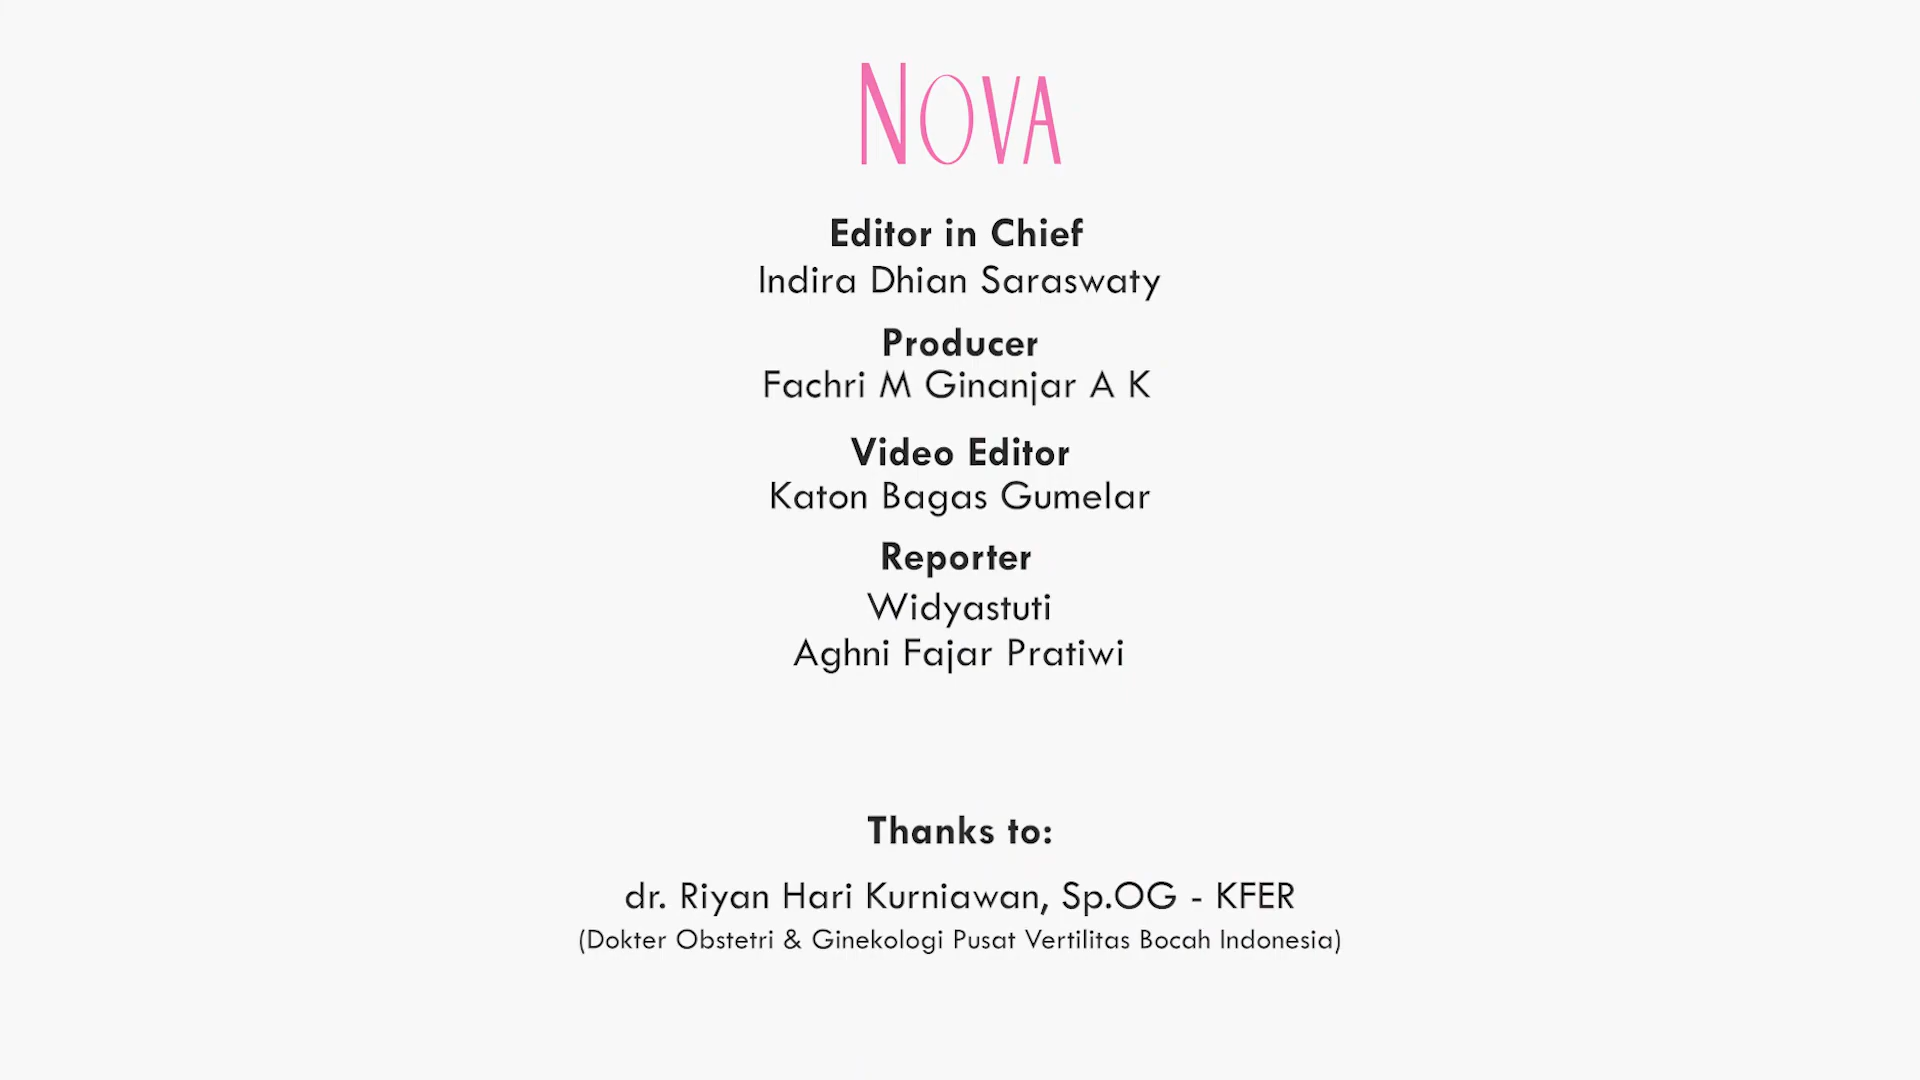 NOVA
Editor in Chief
Indira Dhian Saraswaty
Producer
Fachri M Ginanjar A K
Video Editor
Katon Bagas Gumelar
Reporter
Widyastuti
Aghni Fajar Pratiwi
Thanks to:
dr. Riyan Hari Kurniawan, Sp.OG - KFER
(Dokter Obstetri & Ginekologi Pusat Vertilitas Bocah Indonesia)